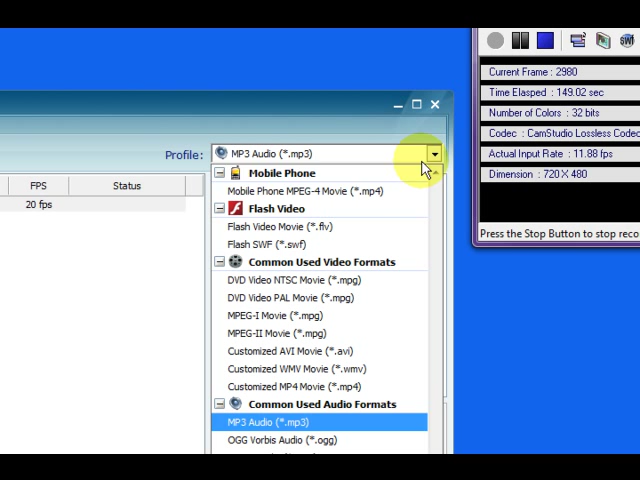 SWF
Current Frame : 2980
Time Elasped : 149.02 sec
Number of Colors : 32 bits
Codec : CamStudio Lossless Codec
Actual Input Rate : 11.88 fps
Dimension : 720 X 480
Press the Stop Button to stop reco
Profile: MP3 Audio (*.mp3)
FPS Status
20 fps
Mobile Phone
Mobile Phone MPEG-4 Movie (*.mp4)
Flash Video
Flash Video Movie (*.flv)
Flash SWF (*.swf)
Common Used Video Formats
DVD Video NTSC Movie (*.mpg)
DVD Video PAL Movie (*.mpg)
MPEG-I Movie (*.mpg)
MPEG-II Movie (*.mpg)
Customized AVI Movie (*.avi)
Customized WMV Movie (*.wmv)
Customized MP4 Movie (*.mp4)
Common Used Audio Formats
MP3 Audio (*.mp3)
OGG Vorbis Audio (*.ogg)